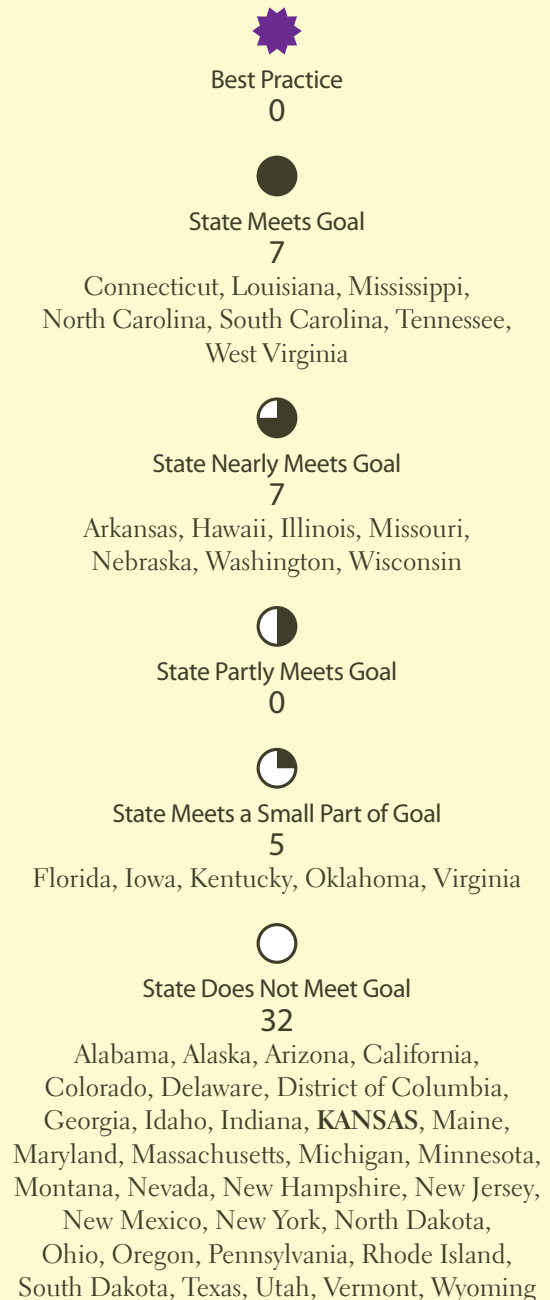 Best Practice
0
State Meets Goal
7
Connecticut, Louisiana, Mississippi,
North Carolina, South Carolina, Tennessee,
West Virginia
State Nearly Meets Goal
7
Arkansas, Hawaii, Illinois, Missouri,
Nebraska, Washington, Wisconsin
State Partly Meets Goal
0
State Meets a Small Part of Goal
5
Florida, Iowa, Kentucky, Oklahoma, Virginia
State Does Not Meet Goal
32
Alabama, Alaska, Arizona, California,
Colorado, Delaware, District of Columbia,
Georgia, Idaho, Indiana, KANSAS, Maine,
Maryland, Massachusetts, Michigan, Minnesota,
Montana, Nevada, New Hampshire, New Jersey,
New Mexico, New York, North Dakota,
Ohio, Oregon, Pennsylvania, Rhode Island,
South Dakota, Texas, Utah, Vermont, Wyoming